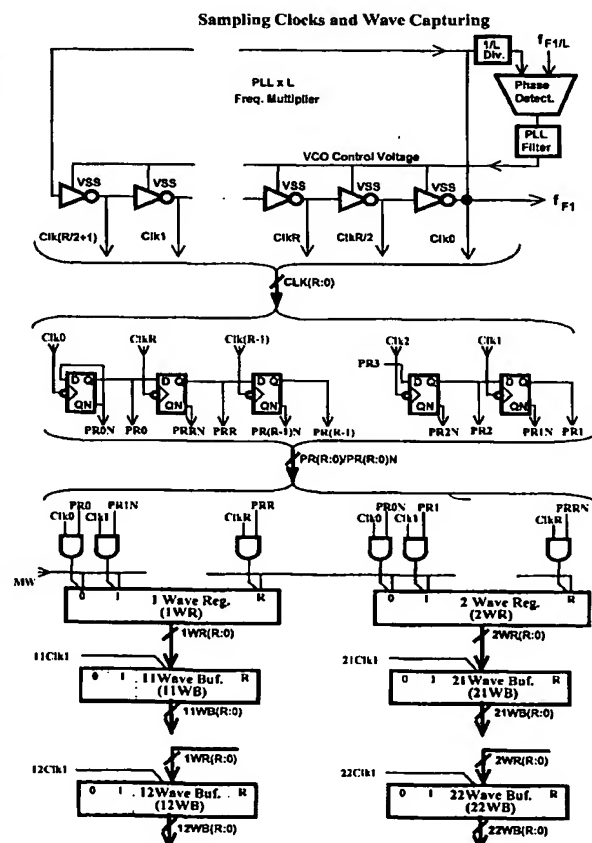 Sampling Clocks and Wave Capturing
1/L Div.
fF1/L
PLL x L
Freq. Multiplier
Phase Detect.
PLL Filter
VCO Control Voltage
VSS VSS VSS VSS VSS
fF1
Clk(R/2+1) Clk1 ClkR ClkR/2 Clk0
CLK(R:0)
Clk0 ClkR Clk(R-1) Clk2 Clk1
PR3
D Q D Q D Q D Q D Q
QN QN QN QN QN
PR0N PR0 PRRN PRR PR(R-1)N PR(R-1) PR2N PR2 PR1N PR1
PR(R:0)/PR(R:0)N
PR0 PR1N PRR PR0N PR1 PRRN
Clk0 Clk1 ClkR Clk0 Clk1 ClkR
MW
0 1 R 0 1 R
1 Wave Reg. 2 Wave Reg.
(1WR) (2WR)
1WR(R:0) 2WR(R:0)
11Clk1 21Clk1
0 1 11Wave Buf. R 0 1 21Wave Buf. R
(11WB) (21WB)
11WB(R:0) 21WB(R:0)
1WR(R:0) 2WR(R:0)
12Clk1 22Clk1
0 1 12Wave Buf. R 0 1 22Wave Buf. R
(12WB) (22WB)
12WB(R:0) 22WB(R:0)